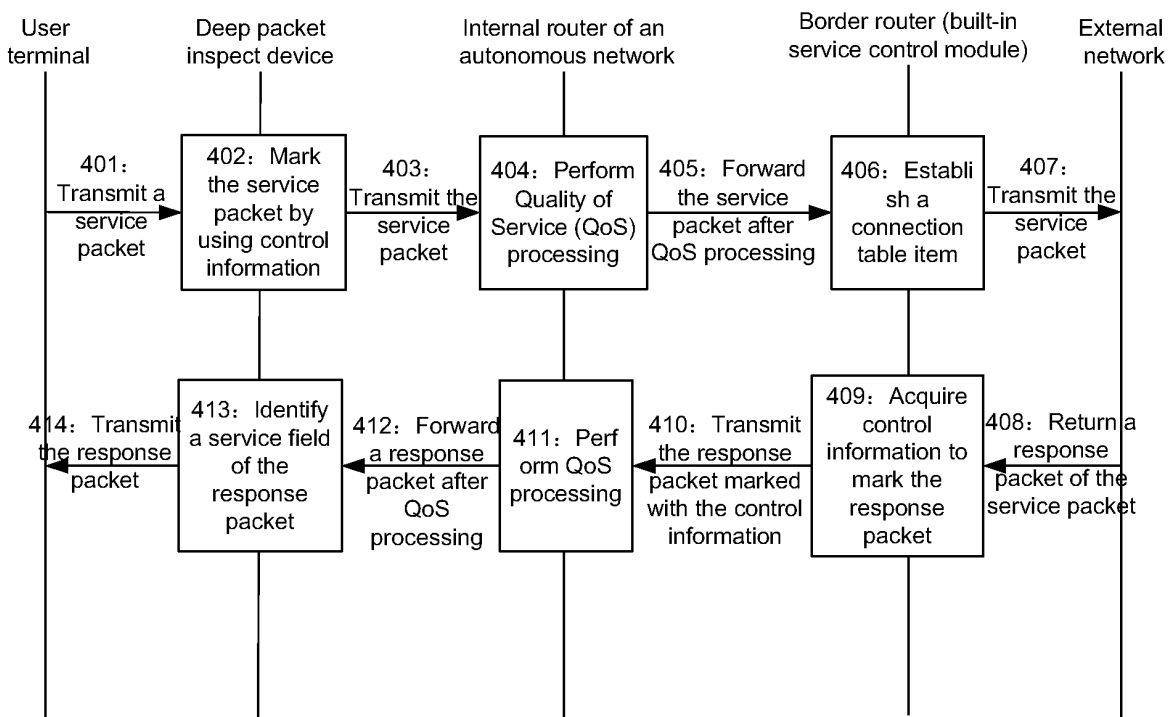 User
terminal
Deep packet
inspect device
Internal router of an
autonomous network
Border router (built-in
service control module)
External
network
401：
Transmit a
service
packet
402：Mark
the service
packet by
using control
information
403：
Transmit the
service
packet
404：Perform
Quality of
Service (QoS)
processing
405：Forward
the service
packet after
QoS processing
406：Establi
sh a
connection
table item
407：
Transmit the
service
packet
408：Return a
response
packet of the
service packet
409：Acquire
control
information to
mark the
response
packet
410：Transmit
the response
packet marked
with the control
information
411：Perf
orm QoS
processing
412：Forward
a response
packet after
QoS
processing
413：Identify
a service field
of the
response
packet
414：Transmit
the response
packet